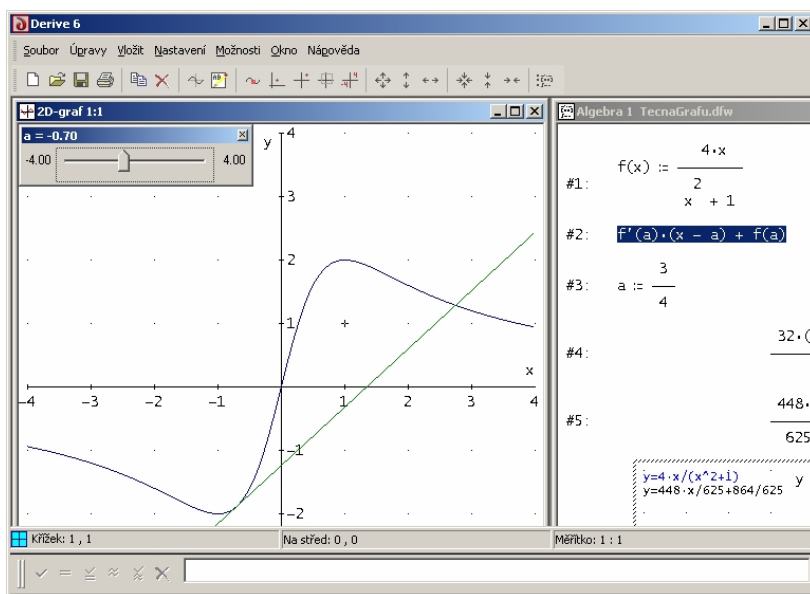 Derive 6
Soubor Úpravy Vložit Nastavení Možnosti Okno Nápověda
2D-graf 1:1
a = -0.70
-4.00 4.00
y
4
3
2
1
x
-4 -3 -2 -1 1 2 3 4
-1
-2
Algebra 1 TecnaGrafu.dfw
#1: f(x) := 4·x
2
x + 1
#2: f'(a)·(x - a) + f(a)
#3: a := 3
4
#4: 32·(
#5: 448·
625
y=4·x/(x^2+1)
y=448·x/625+864/625
y
Křížek: 1 , 1
Na střed: 0 , 0
Měřítko: 1 : 1